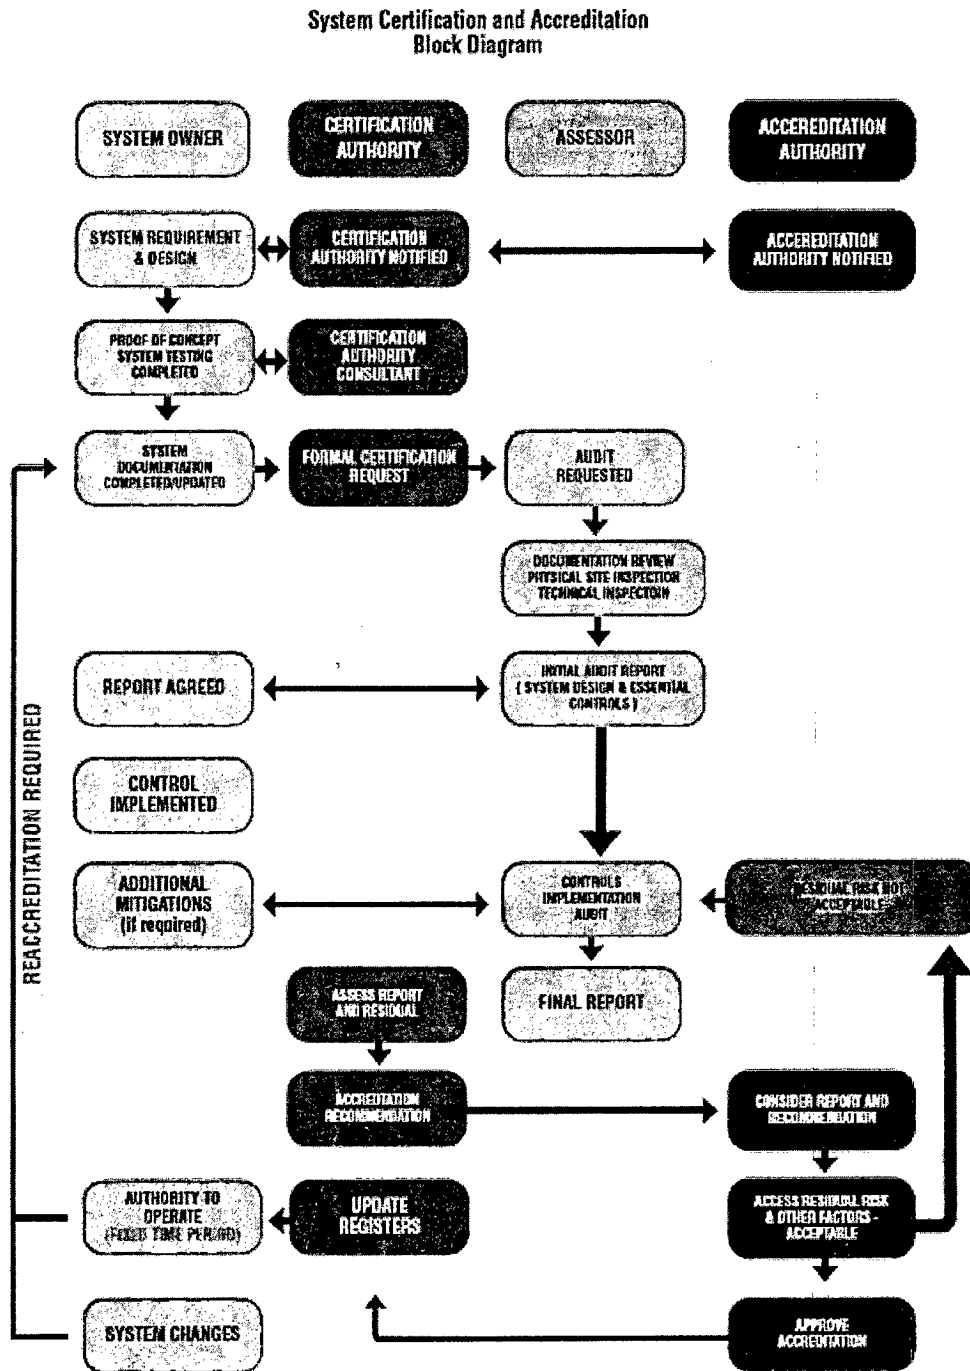 System Certification and Accreditation
Block Diagram
SYSTEM OWNER
CERTIFICATION
AUTHORITY
ASSESSOR
ACCEREDITATION
AUTHORITY
SYSTEM REQUIREMENT
& DESIGN
CERTIFICATION
AUTHORITY NOTIFIED
ACCEREDITATION
AUTHORITY NOTIFIED
PROOF OF CONCEPT
SYSTEM TESTING
COMPLETED
CERTIFICATION
AUTHORITY
CONSULTANT
SYSTEM
DOCUMENTATION
COMPLETED/UPDATED
FORMAL CERTIFICATION
REQUEST
AUDIT
REQUESTED
DOCUMENTATION REVIEW
PHYSICAL SITE INSPECTION
TECHNICAL INSPECTOIN
REPORT AGREED
INITIAL AUDIT REPORT
( SYSTEM DESIGN & ESSENTIAL
CONTROLS )
REACCREDITATION REQUIRED
CONTROL
IMPLEMENTED
ADDITIONAL
MITIGATIONS
(if required)
CONTROLS
IMPLEMENTATION
AUDIT
RESIDUAL RISK NOT
ACCEPTABLE
ASSESS REPORT
AND RESIDUAL
FINAL REPORT
ACCREDITATION
RECOMMENDATION
CONSIDER REPORT AND
RECOMMENDATION
AUTHORITY TO
OPERATE
(FIXED TIME PERIOD)
UPDATE
REGISTERS
ACCESS RESIDUAL RISK
& OTHER FACTORS -
ACCEPTABLE
SYSTEM CHANGES
APPROVE
ACCREDITATION